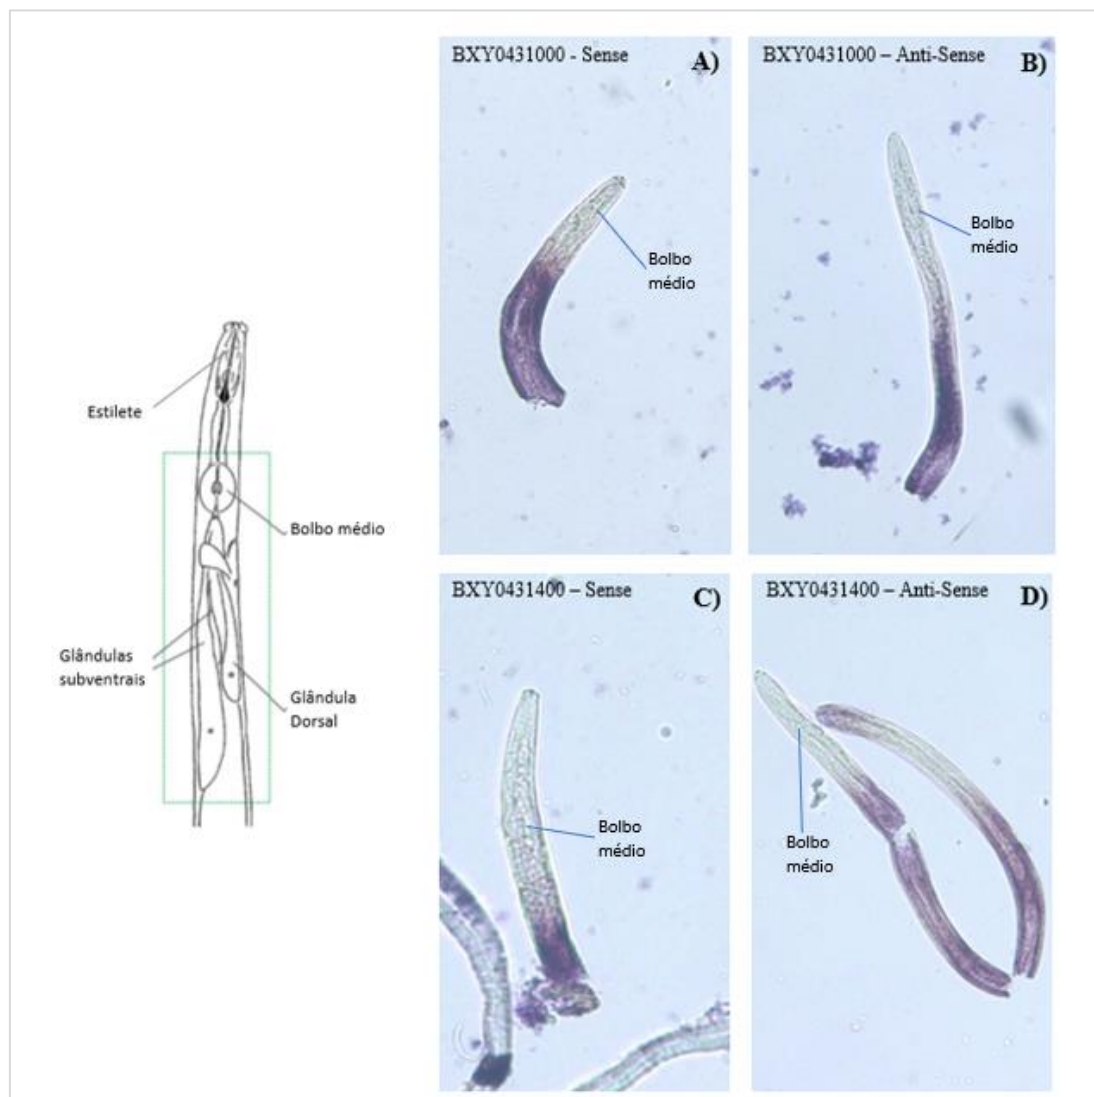 Estilete
Bolbo médio
Glândulas
subventrais
Glândula
Dorsal
BXY0431000 - Sense
A)
Bolbo
médio
BXY0431000 – Anti-Sense
B)
Bolbo
médio
BXY0431400 – Sense
C)
Bolbo
médio
BXY0431400 – Anti-Sense
D)
Bolbo
médio